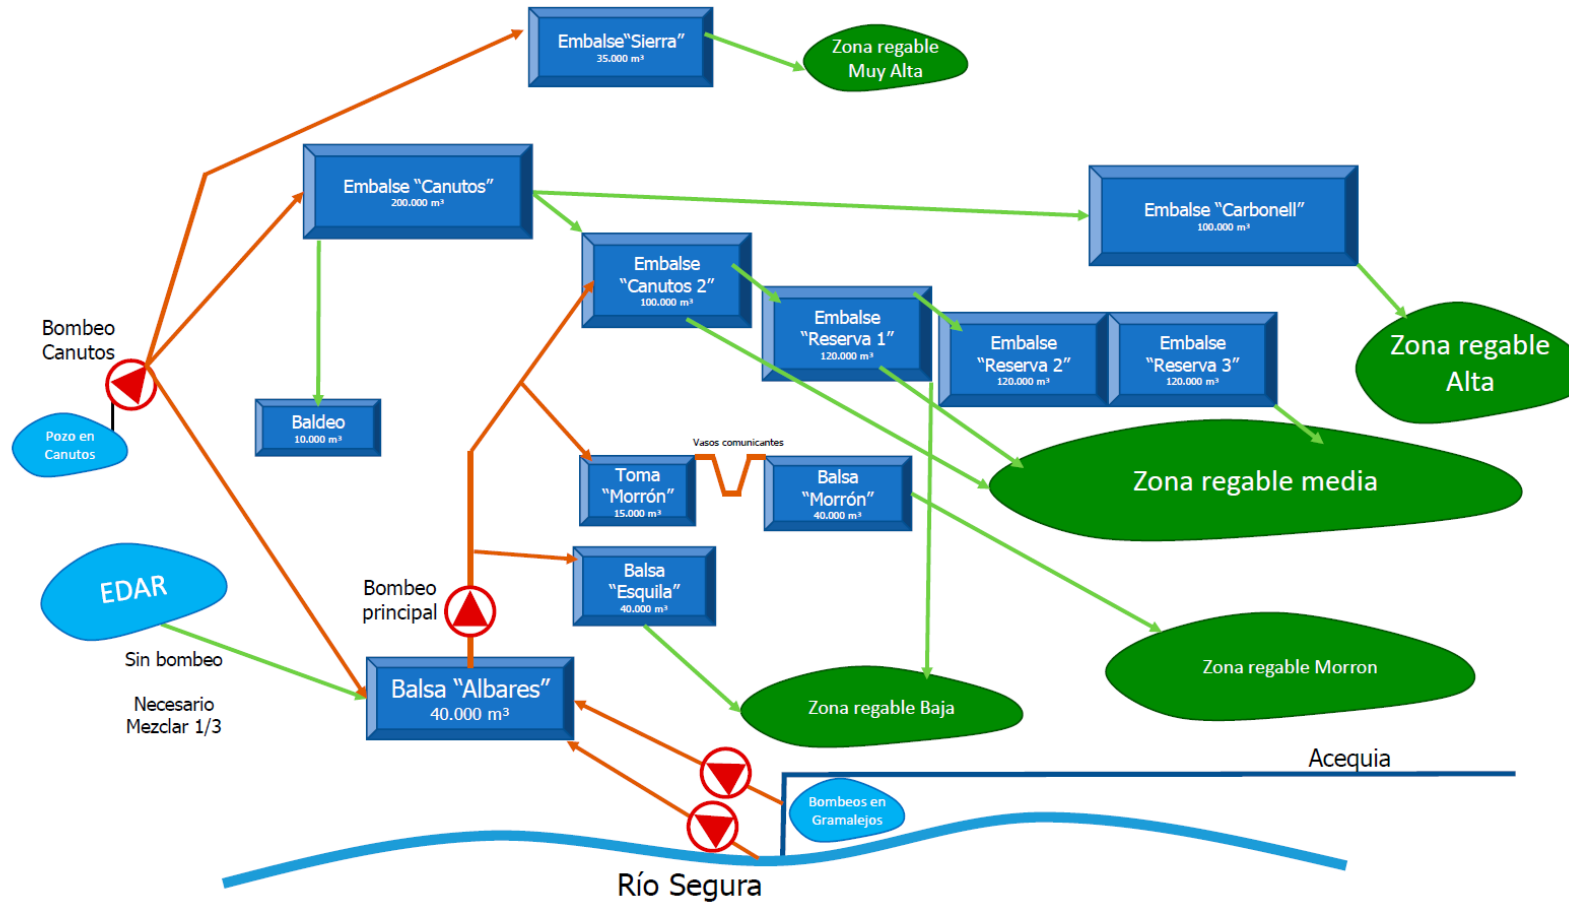 Embalse“Sierra”
35.000 m³
Zona regable
Muy Alta
Embalse “Canutos”
200.000 m³
Embalse “Carbonell”
100.000 m³
Embalse
“Canutos 2”
100.000 m³
Embalse
“Reserva 1”
120.000 m³
Embalse
“Reserva 2”
120.000 m³
Embalse
“Reserva 3”
120.000 m³
Zona regable
Alta
Bombeo
Canutos
Pozo en
Canutos
Baldeo
10.000 m³
Vasos comunicantes
Toma
“Morrón”
15.000 m³
Balsa
“Morrón”
40.000 m³
Zona regable media
EDAR
Bombeo
principal
Balsa
“Esquila”
40.000 m³
Sin bombeo
Necesario
Mezclar 1/3
Balsa “Albares”
40.000 m³
Zona regable Baja
Zona regable Morron
Acequia
Bombeos en
Gramalejos
Río Segura